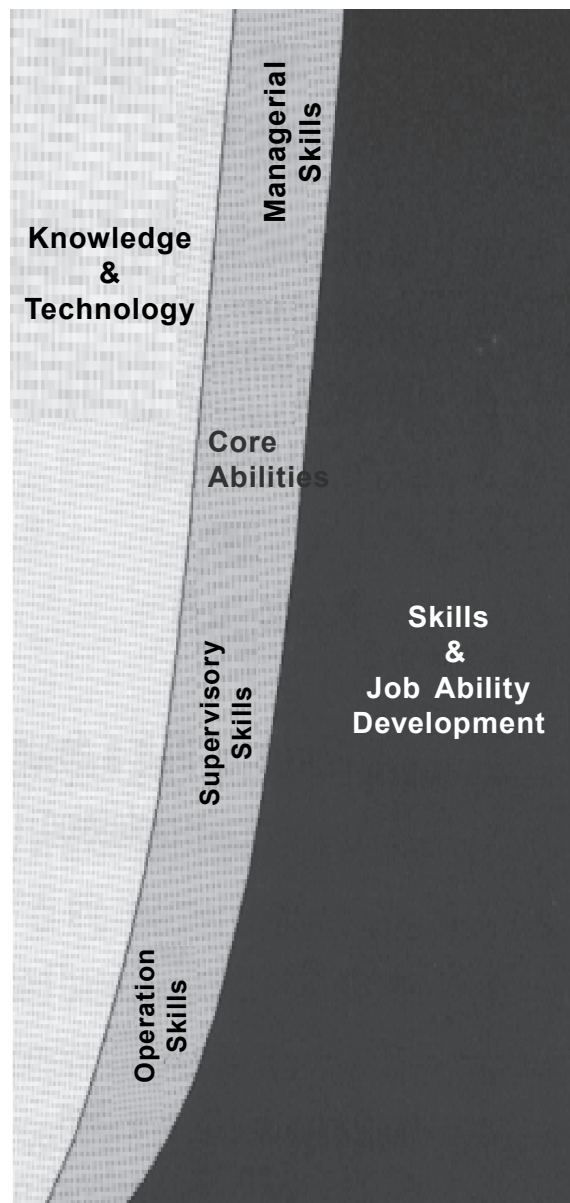 Managerial
Skills
Knowledge
&
Technology
Core
Abilities
Skills
&
Job Ability
Development
Supervisory
Skills
Operation
Skills